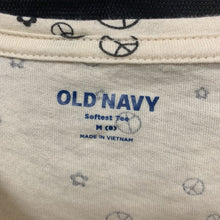 OLD NAVY
Softest Tee
M (8)
MADE IN VIETNAM